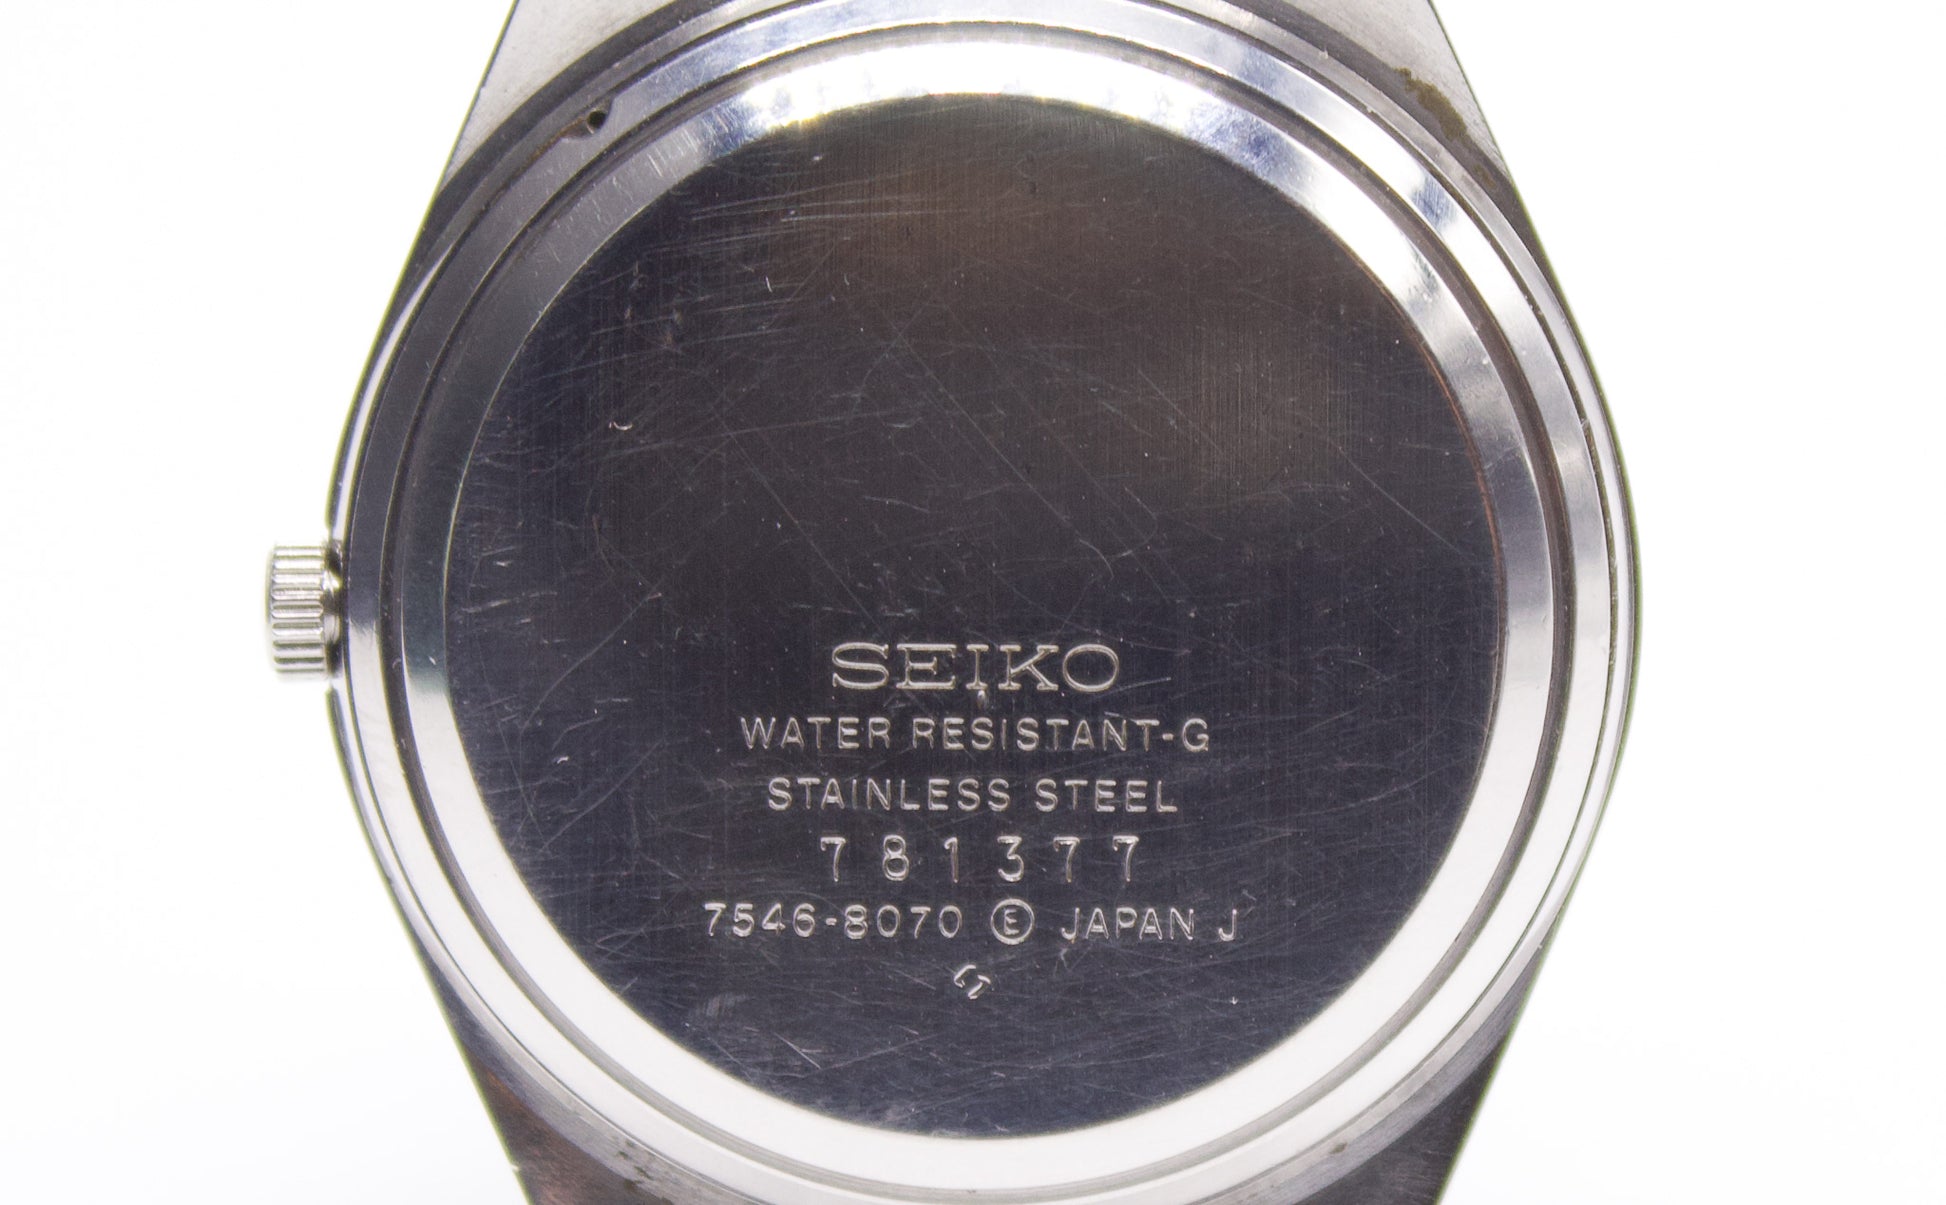 SEIKO
WATER RESISTANT-G
STAINLESS STEEL
781377
7546-8070 Ⓔ JAPAN J